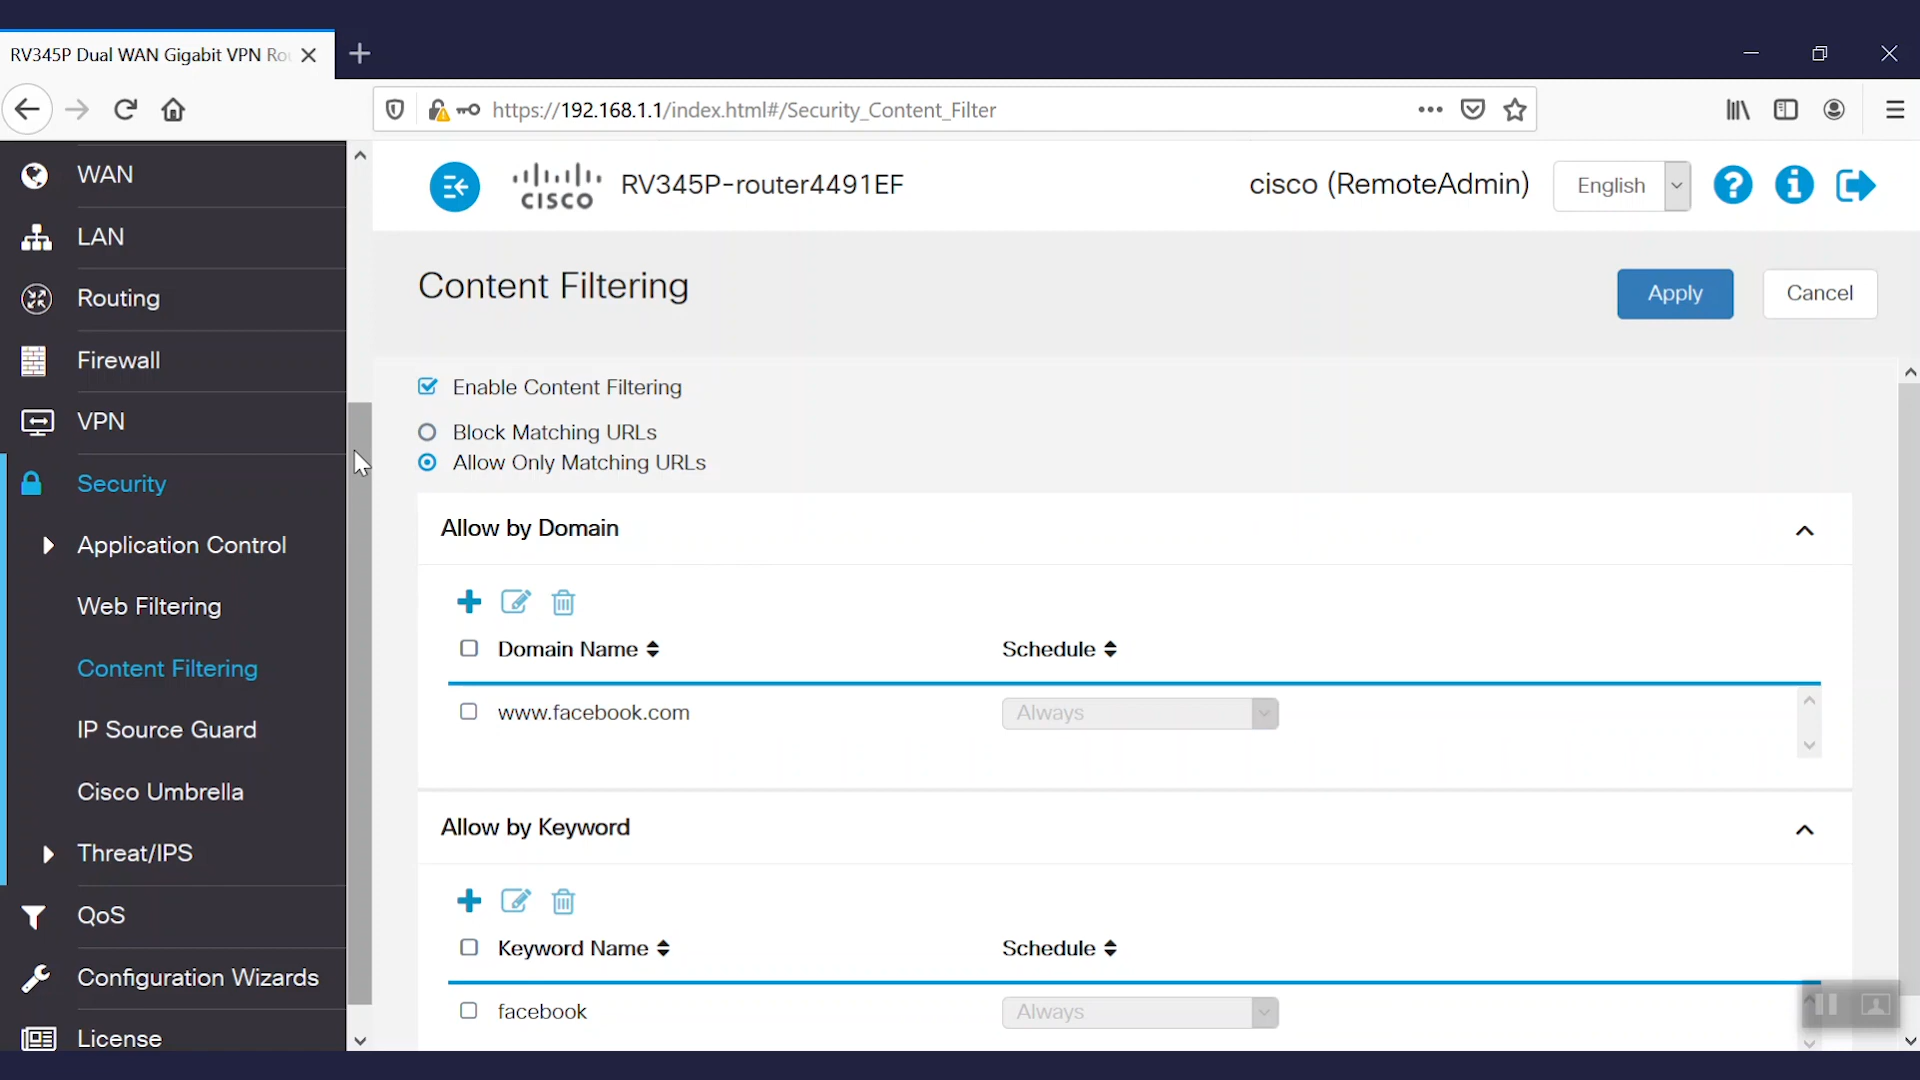 RV345P Dual WAN Gigabit VPN Ro
https://192.168.1.1/index.html#/Security_Content_Filter
WAN
LAN
Routing
Firewall
VPN
Security
Application Control
Web Filtering
Content Filtering
IP Source Guard
Cisco Umbrella
Threat/IPS
QoS
Configuration Wizards
License
CISCO
RV345P-router4491EF
cisco (RemoteAdmin)
English
Content Filtering
Apply
Cancel
Enable Content Filtering
Block Matching URLs
Allow Only Matching URLs
Allow by Domain
Domain Name
Schedule
www.facebook.com
Always
Allow by Keyword
Keyword Name
Schedule
facebook
Always